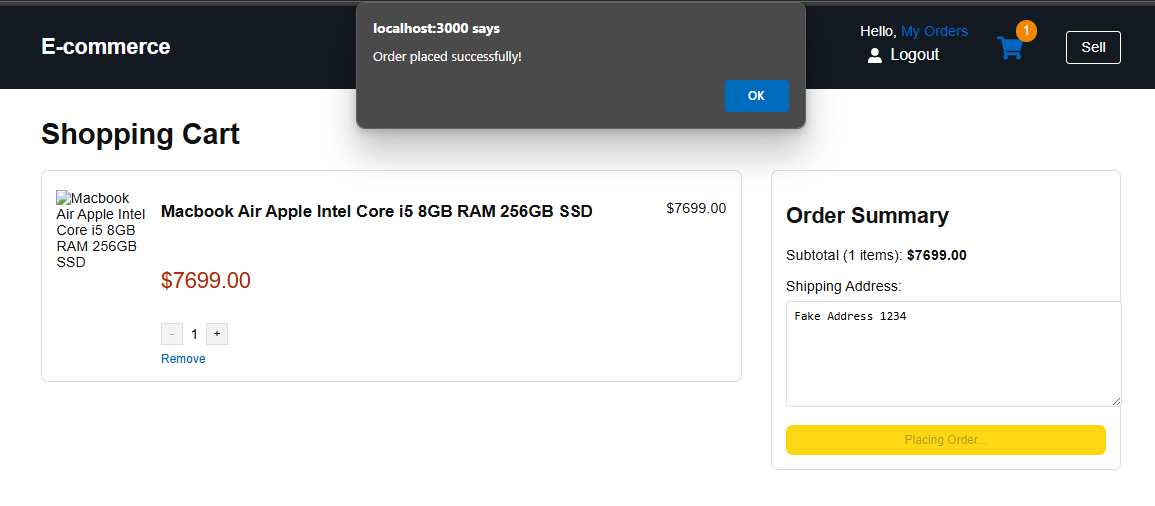 E-commerce
localhost:3000 says
Order placed successfully!
OK
Hello, My Orders
Logout
1
Sell
Shopping Cart
Macbook
Air Apple Intel
Core i5 8GB
RAM 256GB
SSD
Macbook Air Apple Intel Core i5 8GB RAM 256GB SSD
$7699.00
$7699.00
- 1 +
Remove
Order Summary
Subtotal (1 items): $7699.00
Shipping Address:
Fake Address 1234
Placing Order...